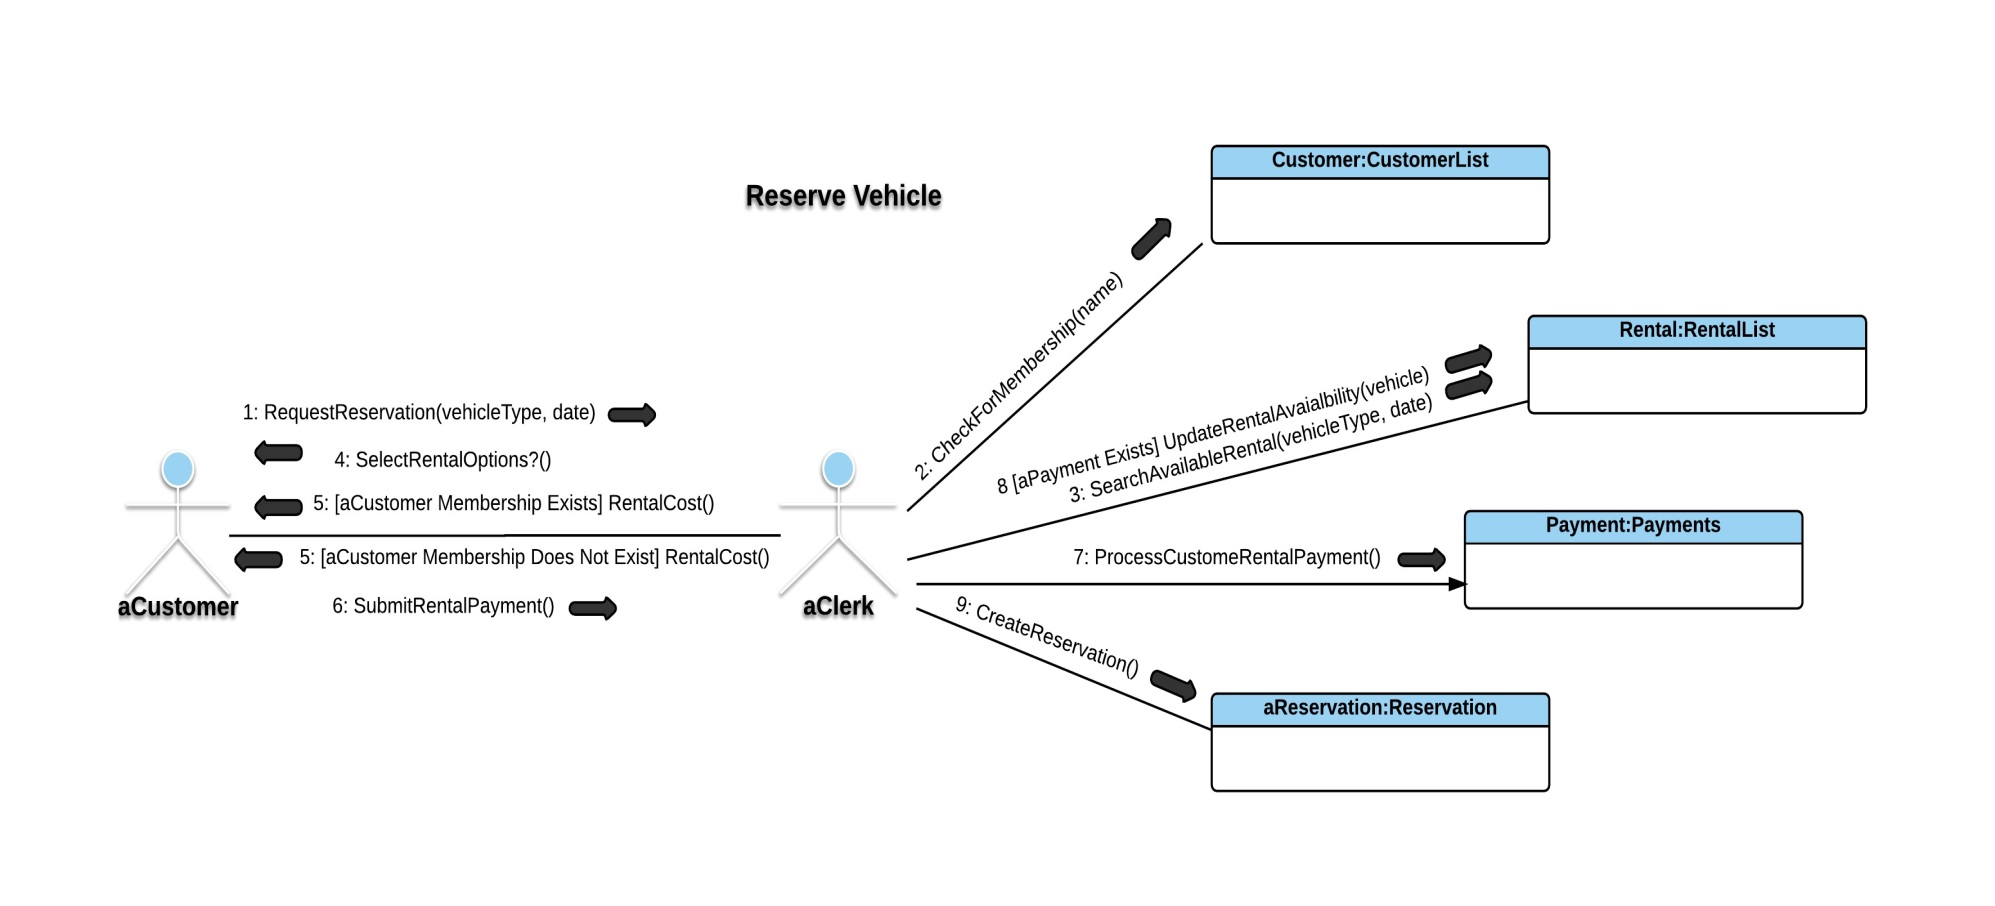 Reserve Vehicle
Customer:CustomerList
2: CheckForMembership(name)
Rental:RentalList
8 [aPayment Exists] UpdateRentalAvaialbility(vehicle)
3: SearchAvailableRental(vehicleType, date)
1: RequestReservation(vehicleType, date)
4: SelectRentalOptions?()
5: [aCustomer Membership Exists] RentalCost()
5: [aCustomer Membership Does Not Exist] RentalCost()
6: SubmitRentalPayment()
aCustomer
aClerk
Payment:Payments
7: ProcessCustomeRentalPayment()
9: CreateReservation()
aReservation:Reservation